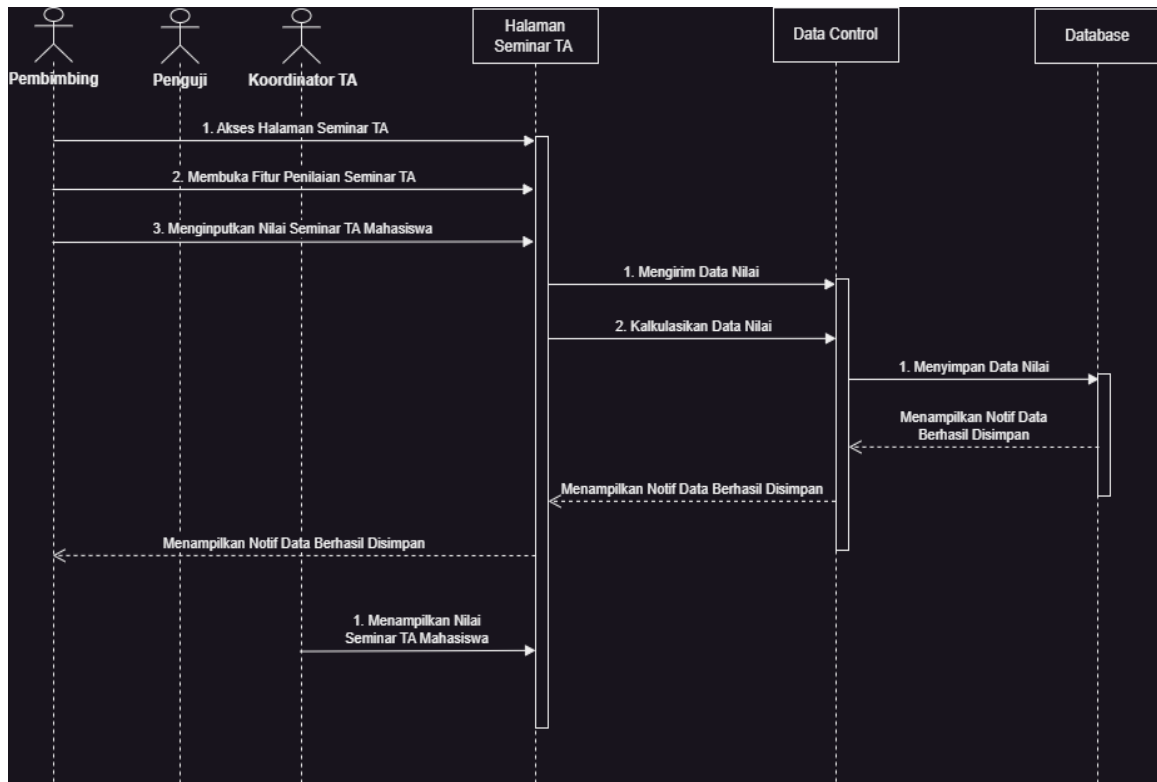 Halaman
Seminar TA
Data Control
Database
Pembimbing
Penguji
Koordinator TA
1. Akses Halaman Seminar TA
2. Membuka Fitur Penilaian Seminar TA
3. Menginputkan Nilai Seminar TA Mahasiswa
1. Mengirim Data Nilai
2. Kalkulasikan Data Nilai
1. Menyimpan Data Nilai
Menampilkan Notif Data
Berhasil Disimpan
Menampilkan Notif Data Berhasil Disimpan
Menampilkan Notif Data Berhasil Disimpan
1. Menampilkan Nilai
Seminar TA Mahasiswa